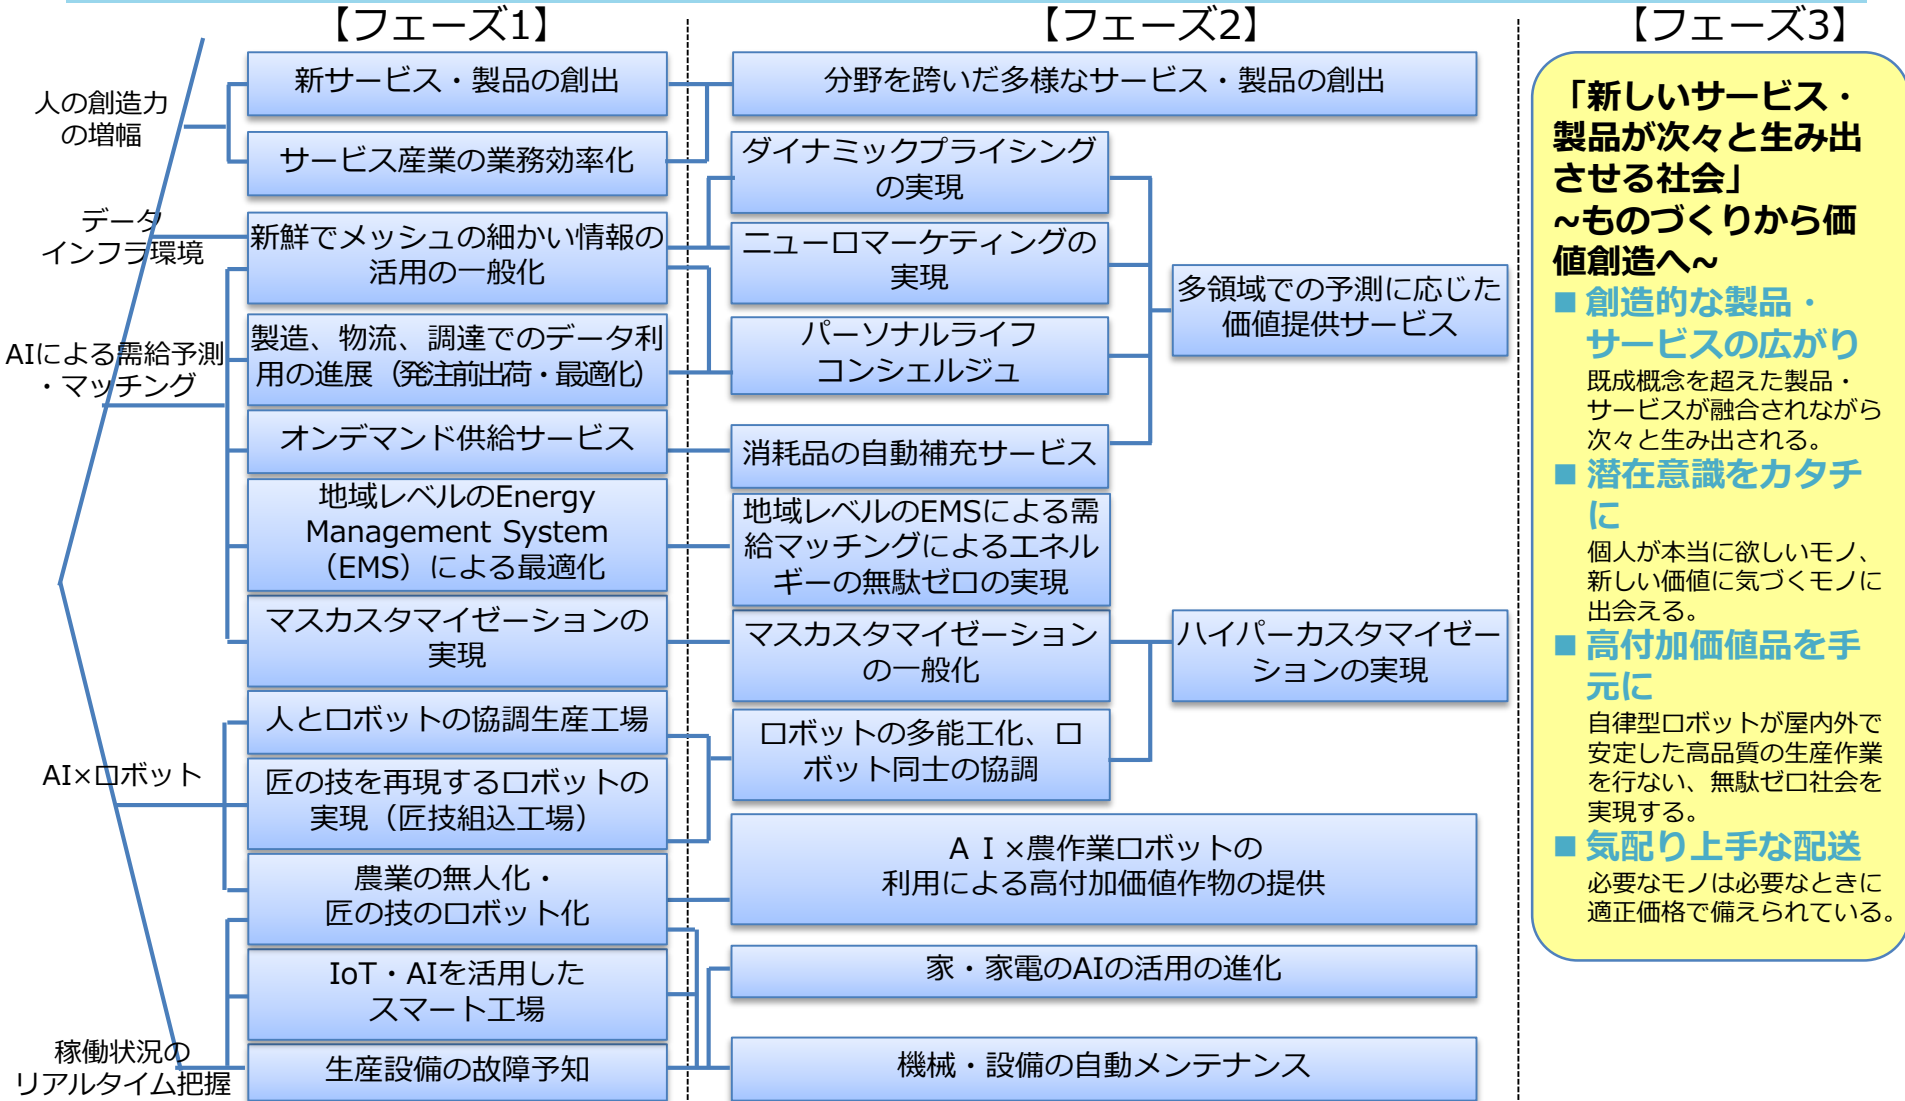 【フェーズ1】
【フェーズ2】
【フェーズ3】
人の創造力
の増幅
データ
インフラ環境
AIによる需給予測
・マッチング
AI×ロボット
稼働状況の
リアルタイム把握
新サービス・製品の創出
サービス産業の業務効率化
新鮮でメッシュの細かい情報の
活用の一般化
製造、物流、調達でのデータ利
用の進展（発注前出荷・最適化）
オンデマンド供給サービス
地域レベルのEnergy
Management System
（EMS）による最適化
マスカスタマイゼーションの
実現
人とロボットの協調生産工場
匠の技を再現するロボットの
実現（匠技組込工場）
農業の無人化・
匠の技のロボット化
IoT・AIを活用した
スマート工場
生産設備の故障予知
分野を跨いだ多様なサービス・製品の創出
ダイナミックプライシング
の実現
ニューロマーケティングの
実現
パーソナルライフ
コンシェルジュ
消耗品の自動補充サービス
地域レベルのEMSによる需
給マッチングによるエネル
ギーの無駄ゼロの実現
マスカスタマイゼーション
の一般化
ロボットの多能工化、ロ
ボット同士の協調
ＡＩ×農作業ロボットの
利用による高付加価値作物の提供
家・家電のAIの活用の進化
機械・設備の自動メンテナンス
多領域での予測に応じた
価値提供サービス
ハイパーカスタマイゼー
ションの実現
「新しいサービス・
製品が次々と生み出
させる社会」
~ものづくりから価
値創造へ~
■ 創造的な製品・
サービスの広がり
既成概念を超えた製品・
サービスが融合されながら
次々と生み出される。
■ 潜在意識をカタチ
に
個人が本当に欲しいモノ、
新しい価値に気づくモノに
出会える。
■ 高付加価値品を手
元に
自律型ロボットが屋内外で
安定した高品質の生産作業
を行ない、無駄ゼロ社会を
実現する。
■ 気配り上手な配送
必要なモノは必要なときに
適正価格で備えられている。